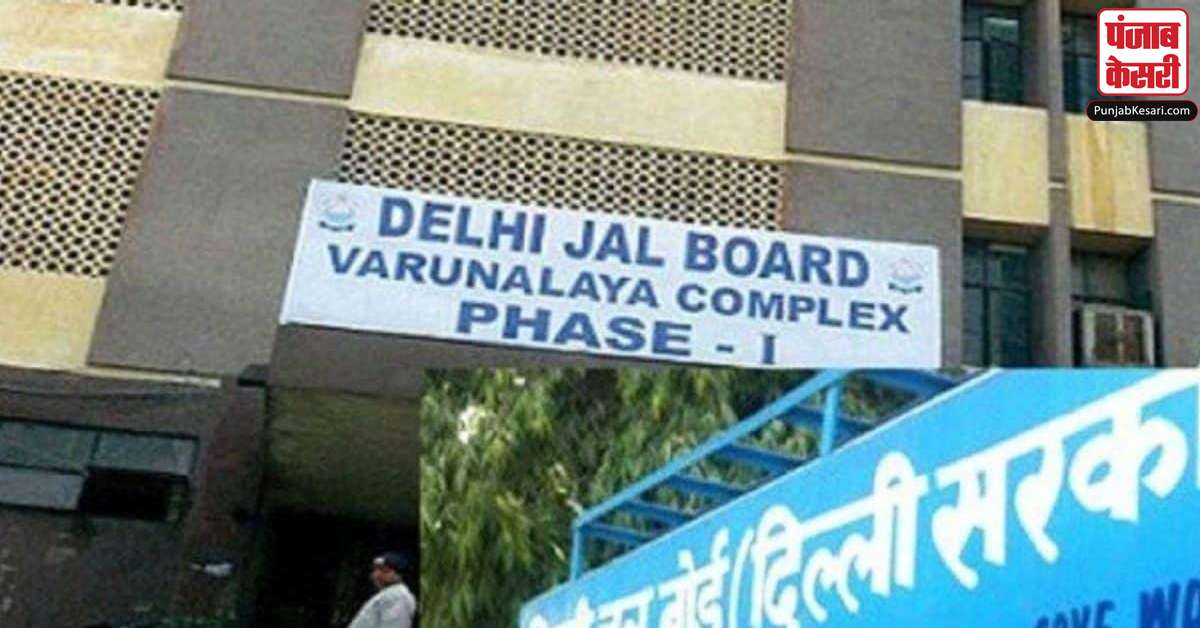 पंजाब
केसरी
PunjabKesari.com
DELHI JAL BOARD
VARUNALAYA COMPLEX
PHASE - I
बोर्ड (दिल्ली सरक